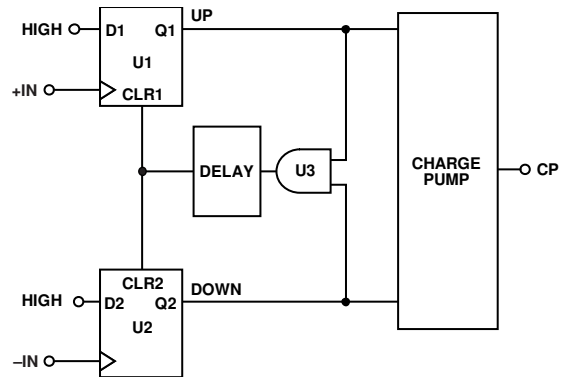 HIGH
D1
Q1
UP
U1
+IN
CLR1
DELAY
U3
CHARGE
PUMP
CP
CLR2
HIGH
D2
Q2
DOWN
U2
–IN